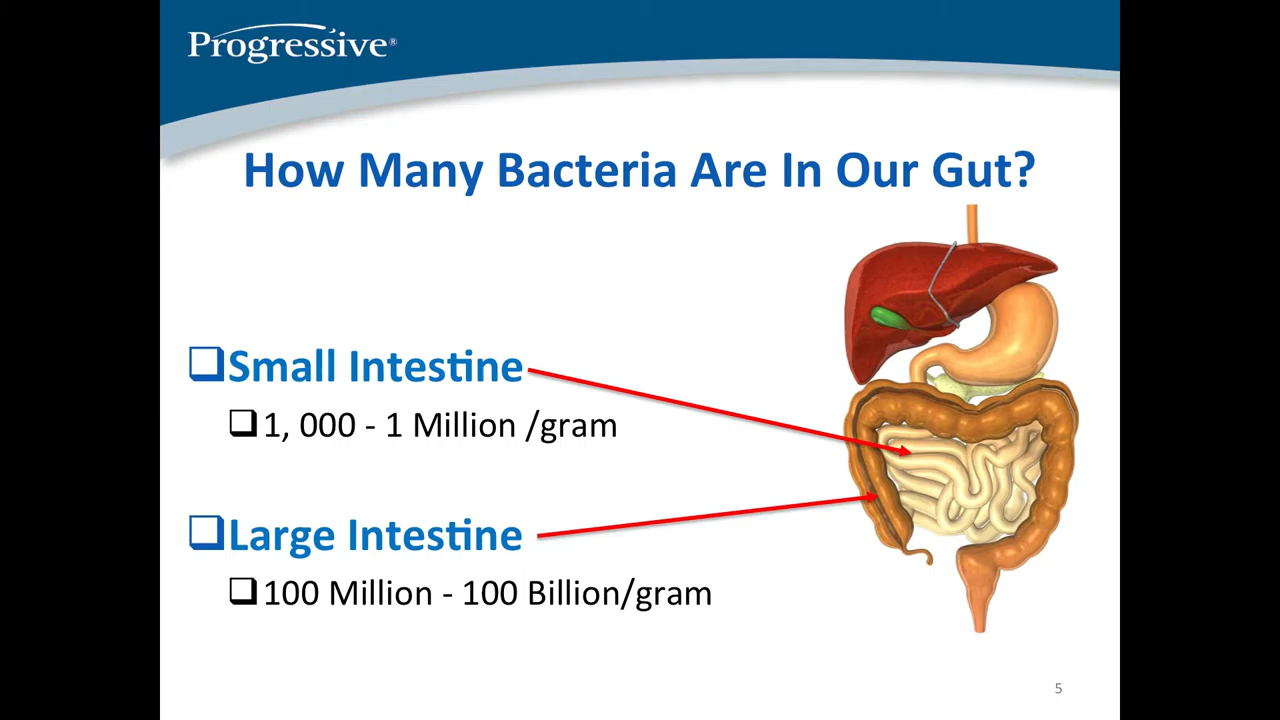 Progressive®
How Many Bacteria Are In Our Gut?
Small Intestine
1, 000 - 1 Million /gram
Large Intestine
100 Million - 100 Billion/gram
5